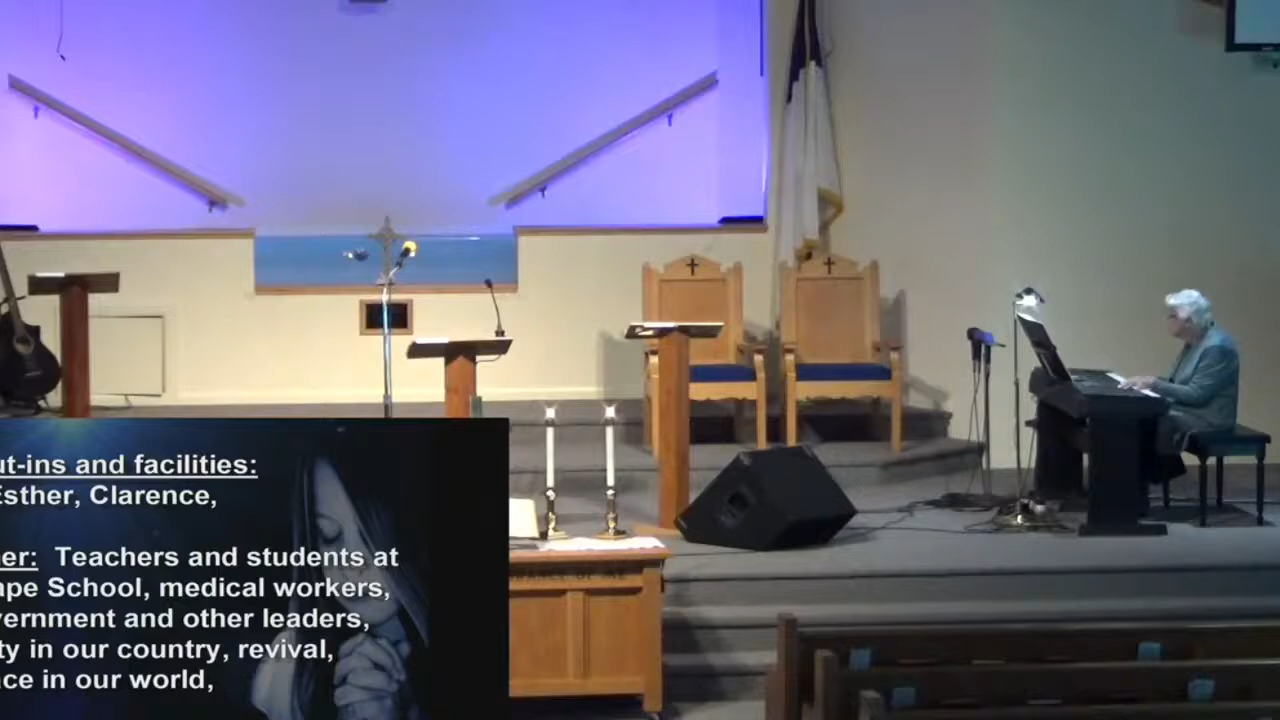 ut-ins and facilities:
Esther, Clarence,
er: Teachers and students at
ape School, medical workers,
vernment and other leaders,
ty in our country, revival,
ce in our world,